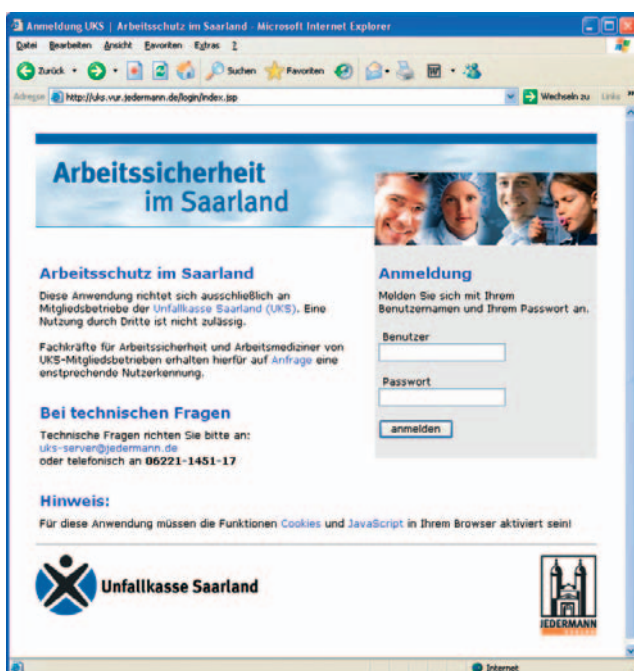 Anmeldung UKS | Arbeitsschutz im Saarland - Microsoft Internet Explorer
Datei Bearbeiten Ansicht Favoriten Extras ?
Zurück Suchen Favoriten
Adresse http://uks.vur.jedermann.de/login/index.jsp Wechseln zu Links »
Arbeitssicherheit
im Saarland
Arbeitsschutz im Saarland
Diese Anwendung richtet sich ausschließlich an
Mitgliedsbetriebe der Unfallkasse Saarland (UKS). Eine
Nutzung durch Dritte ist nicht zulässig.
Fachkräfte für Arbeitssicherheit und Arbeitsmediziner von
UKS-Mitgliedsbetrieben erhalten hierfür auf Anfrage eine
enstprechende Nutzerkennung.
Bei technischen Fragen
Technische Fragen richten Sie bitte an:
uks-server@jedermann.de
oder telefonisch an 06221-1451-17
Anmeldung
Melden Sie sich mit Ihrem
Benutzernamen und Ihrem Passwort an.
Benutzer
Passwort
anmelden
Hinweis:
Für diese Anwendung müssen die Funktionen Cookies und JavaScript in Ihrem Browser aktiviert sein!
Unfallkasse Saarland
JEDERMANN
Internet